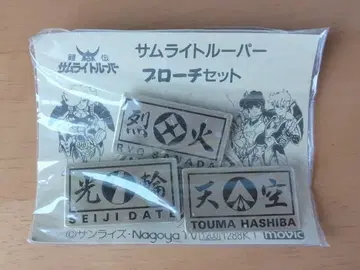 鎧伝
サムライトルーパー
サムライトルーパー
ブローチセット
烈火
RYO SANADA
光輪
SEIJI DATE
天空
TOUMA HASHIBA
サンライズ・Nagoya TV
movic